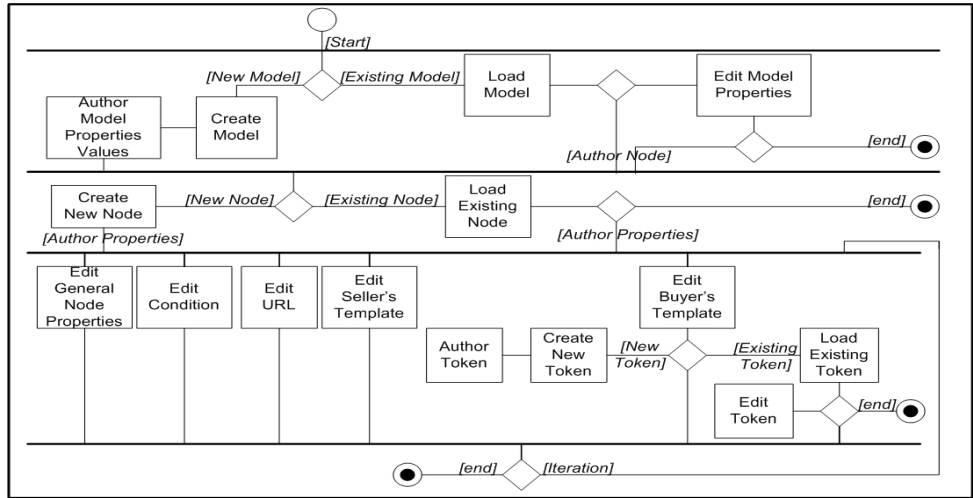 [Start]
[New Model]
[Existing Model]
Load
Model
Edit Model
Properties
Author
Model
Properties
Values
Create
Model
[Author Node]
[end]
Create
New Node
[New Node]
[Existing Node]
Load
Existing
Node
[end]
[Author Properties]
[Author Properties]
Edit
General
Node
Properties
Edit
Condition
Edit
URL
Edit
Seller's
Template
Edit
Buyer's
Template
Author
Token
Create
New
Token
[New
Token]
[Existing
Token]
Load
Existing
Token
Edit
Token
[end]
[end]
[Iteration]